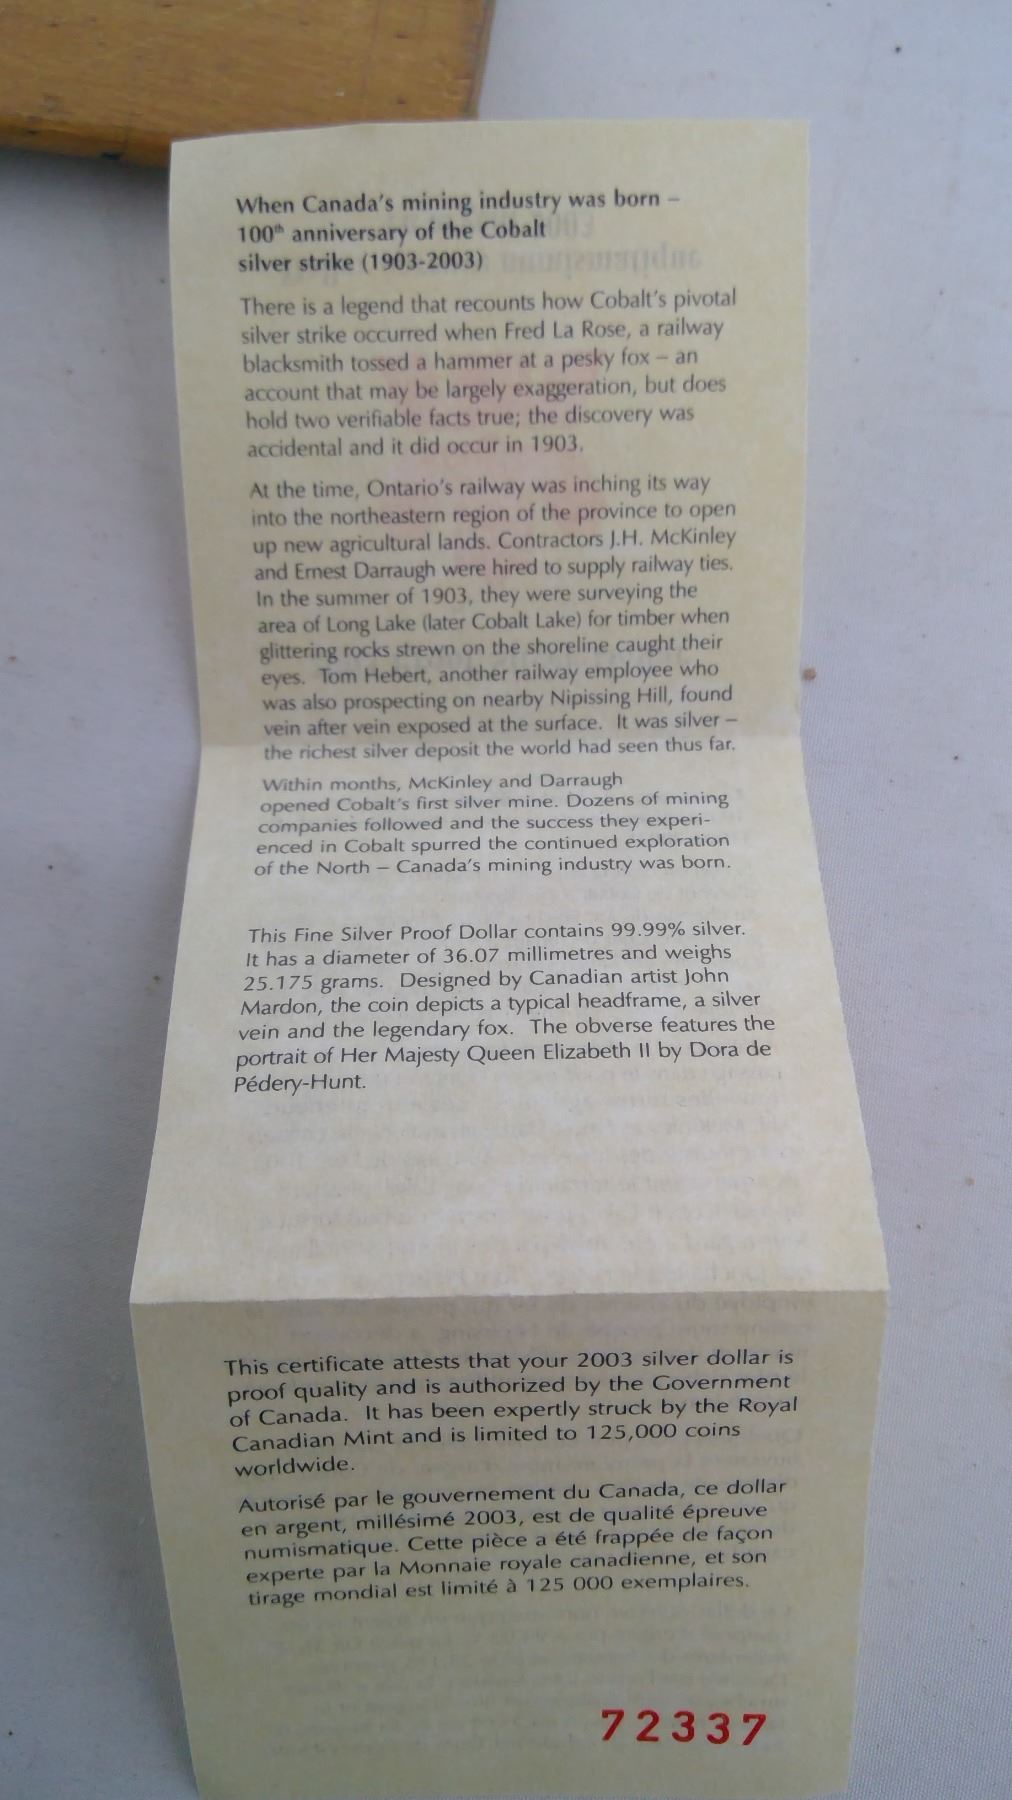 When Canada's mining industry was born –
100th anniversary of the Cobalt
silver strike (1903-2003)
There is a legend that recounts how Cobalt's pivotal
silver strike occurred when Fred La Rose, a railway
blacksmith tossed a hammer at a pesky fox – an
account that may be largely exaggeration, but does
hold two verifiable facts true; the discovery was
accidental and it did occur in 1903.
At the time, Ontario's railway was inching its way
into the northeastern region of the province to open
up new agricultural lands. Contractors J.H. McKinley
and Ernest Darraugh were hired to supply railway ties.
In the summer of 1903, they were surveying the
area of Long Lake (later Cobalt Lake) for timber when
glittering rocks strewn on the shoreline caught their
eyes. Tom Hebert, another railway employee who
was also prospecting on nearby Nipissing Hill, found
vein after vein exposed at the surface. It was silver –
the richest silver deposit the world had seen thus far.
Within months, McKinley and Darraugh
opened Cobalt's first silver mine. Dozens of mining
companies followed and the success they experi-
enced in Cobalt spurred the continued exploration
of the North – Canada's mining industry was born.
This Fine Silver Proof Dollar contains 99.99% silver.
It has a diameter of 36.07 millimetres and weighs
25.175 grams. Designed by Canadian artist John
Mardon, the coin depicts a typical headframe, a silver
vein and the legendary fox. The obverse features the
portrait of Her Majesty Queen Elizabeth II by Dora de
Pédery-Hunt.
This certificate attests that your 2003 silver dollar is
proof quality and is authorized by the Government
of Canada. It has been expertly struck by the Royal
Canadian Mint and is limited to 125,000 coins
worldwide.
Autorisé par le gouvernement du Canada, ce dollar
en argent, millésimé 2003, est de qualité épreuve
numismatique. Cette pièce a été frappée de façon
experte par la Monnaie royale canadienne, et son
tirage mondial est limité à 125 000 exemplaires.
72337